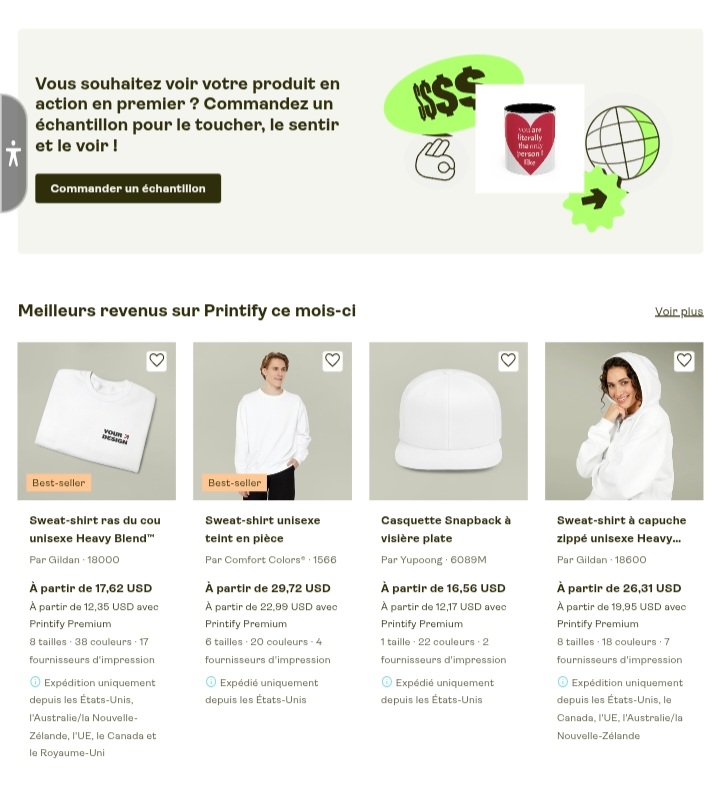 Vous souhaitez voir votre produit en
action en premier ? Commandez un
échantillon pour le toucher, le sentir
et le voir !
Commander un échantillon
$$$
you are
literally
the only
person I
like
Meilleurs revenus sur Printify ce mois-ci
Voir plus
YOUR
DESIGN
Best-seller
Best-seller
Sweat-shirt ras du cou
unisexe Heavy Blend™
Par Gildan · 18000
À partir de 17,62 USD
À partir de 12,35 USD avec
Printify Premium
8 tailles · 38 couleurs · 17
fournisseurs d'impression
Expédition uniquement
depuis les États-Unis,
l'Australie/la Nouvelle-
Zélande, l'UE, le Canada et
le Royaume-Uni
Sweat-shirt unisexe
teint en pièce
Par Comfort Colors® · 1566
À partir de 29,72 USD
À partir de 22,99 USD avec
Printify Premium
6 tailles · 20 couleurs · 4
fournisseurs d'impression
Expédié uniquement
depuis les États-Unis
Casquette Snapback à
visière plate
Par Yupoong · 6089M
À partir de 16,56 USD
À partir de 12,17 USD avec
Printify Premium
1 taille · 22 couleurs · 2
fournisseurs d'impression
Expédié uniquement
depuis les États-Unis
Sweat-shirt à capuche
zippé unisexe Heavy...
Par Gildan · 18600
À partir de 26,31 USD
À partir de 19,95 USD avec
Printify Premium
8 tailles · 18 couleurs · 7
fournisseurs d'impression
Expédition uniquement
depuis les États-Unis, le
Canada, l'UE, l'Australie/la
Nouvelle-Zélande